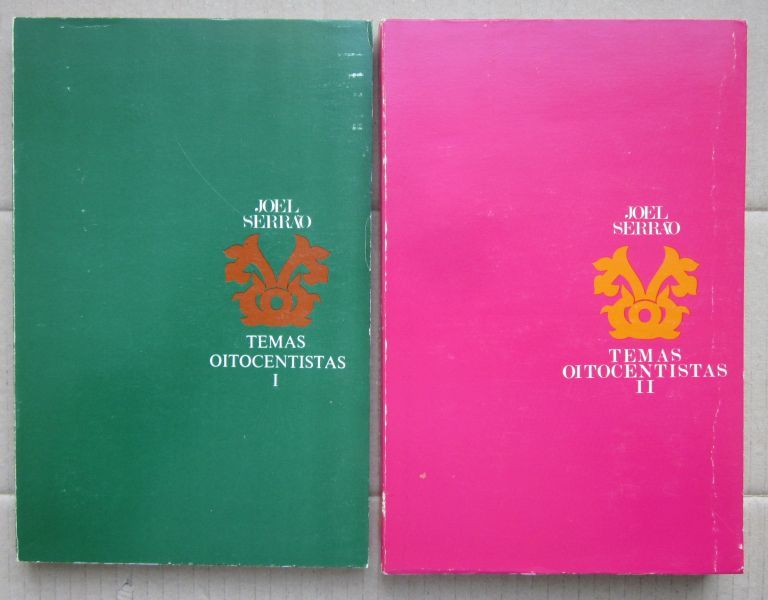 JOEL
SERRÃO
TEMAS
OITOCENTISTAS
I
JOEL
SERRÃO
TEMAS
OITOCENTISTAS
II